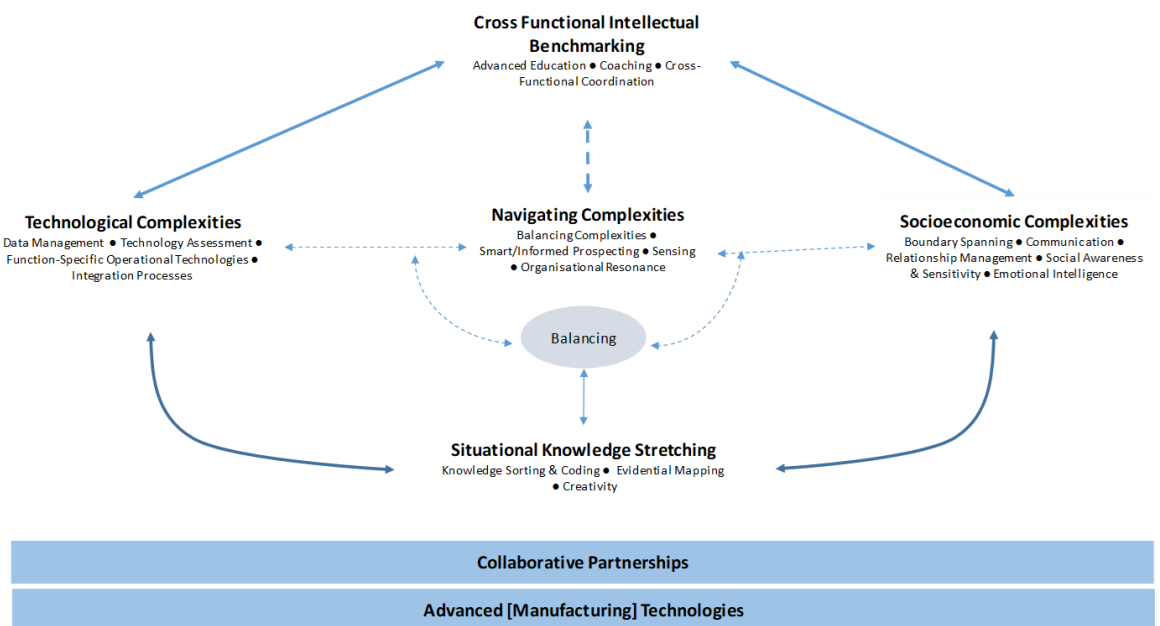 Cross Functional Intellectual
Benchmarking
Advanced Education ● Coaching ● Cross-
Functional Coordination
Technological Complexities
Data Management ● Technology Assessment ●
Function-Specific Operational Technologies ●
Integration Processes
Navigating Complexities
Balancing Complexities ●
Smart/Informed Prospecting ● Sensing
● Organisational Resonance
Socioeconomic Complexities
Boundary Spanning ● Communication ●
Relationship Management ● Social Awareness
& Sensitivity ● Emotional Intelligence
Balancing
Situational Knowledge Stretching
Knowledge Sorting & Coding ● Evidential Mapping
● Creativity
Collaborative Partnerships
Advanced [Manufacturing] Technologies